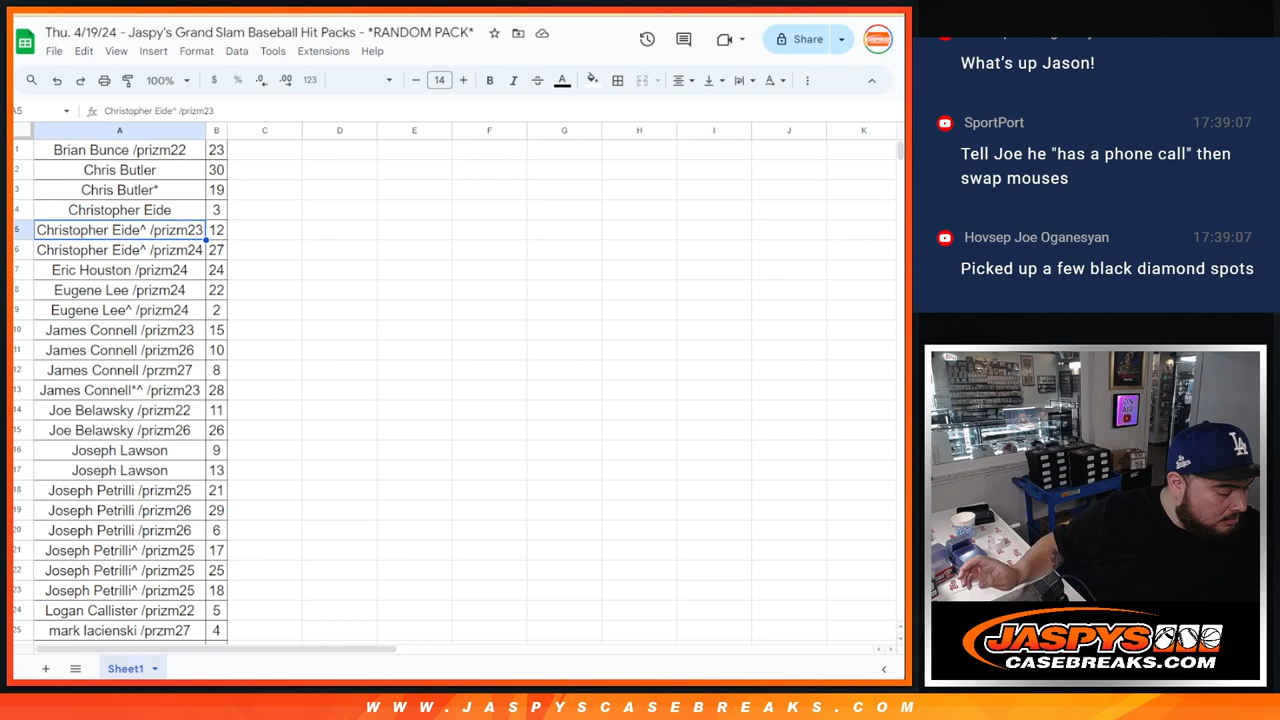 Thu. 4/19/24 - Jaspy's Grand Slam Baseball Hit Packs - *RANDOM PACK*
File Edit View Insert Format Data Tools Extensions Help
Share
100% $ % .0 .00 123 14 B I A
A5 fx Christopher Eide^ /prizm23
A B C D E F G H I J K
1 Brian Bunce /prizm22 23
2 Chris Butler 30
3 Chris Butler* 19
4 Christopher Eide 3
5 Christopher Eide^ /prizm23 12
6 Christopher Eide^ /prizm24 27
7 Eric Houston /prizm24 24
8 Eugene Lee /prizm24 22
9 Eugene Lee^ /prizm24 2
10 James Connell /prizm23 15
11 James Connell /prizm26 10
12 James Connell /prizm27 8
13 James Connell*^ /prizm23 28
14 Joe Belawsky /prizm22 11
15 Joe Belawsky /prizm26 26
16 Joseph Lawson 9
17 Joseph Lawson 13
18 Joseph Petrilli /prizm25 21
19 Joseph Petrilli /prizm26 29
20 Joseph Petrilli /prizm26 6
21 Joseph Petrilli^ /prizm25 17
22 Joseph Petrilli^ /prizm25 25
23 Joseph Petrilli^ /prizm25 18
24 Logan Callister /prizm22 5
25 mark lacienski /przm27 4
Sheet1
What's up Jason!
SportPort 17:39:07
Tell Joe he "has a phone call" then
swap mouses
Hovsep Joe Oganesyan 17:39:07
Picked up a few black diamond spots
ON
AIR
LA
JASPYS
CASEBREAKS.COM
WWW.JASPYSCASEBREAKS.COM